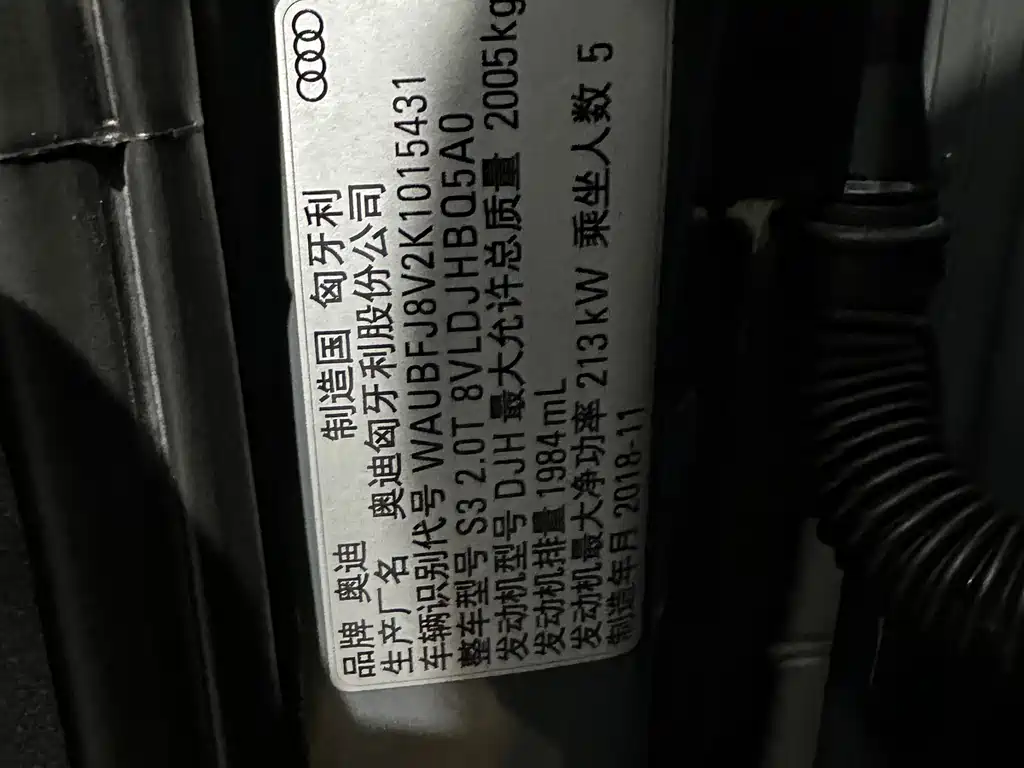 品牌 奥迪 制造国 匈牙利
生产厂名 奥迪匈牙利股份公司
车辆识别代号 WAUBFJ8V2K1015431
整车型号 S3 2.0T 8VLDJHBQ5A0
发动机型号 DJH 最大允许总质量 2005kg
发动机排量 1984mL
发动机最大净功率 213kW 乘坐人数 5
制造年月 2018-11